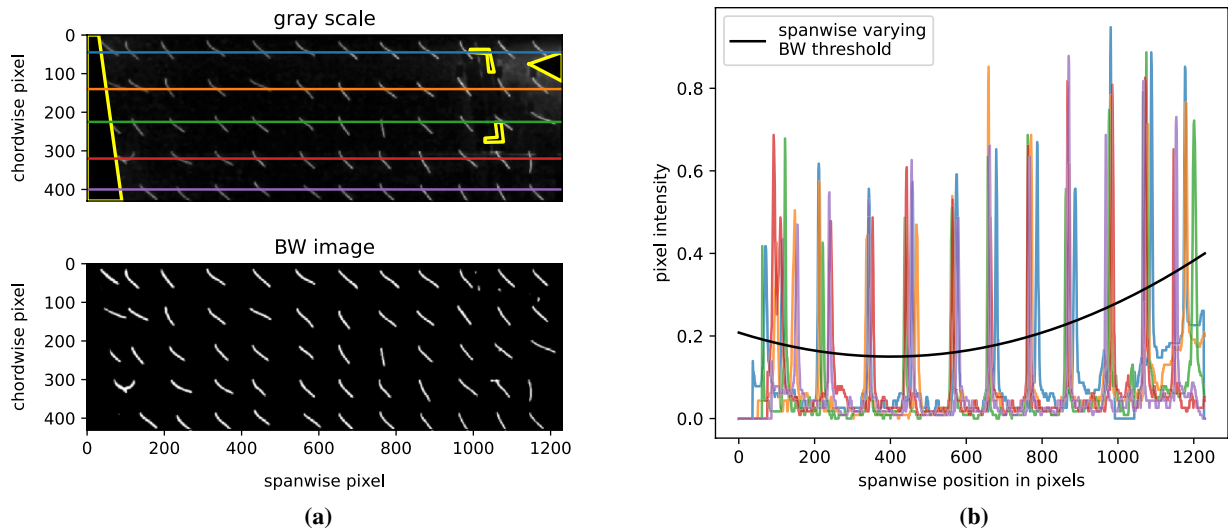 gray scale
0
100
200
300
400
chordwise pixel
BW image
0
100
200
300
400
chordwise pixel
0 200 400 600 800 1000 1200
spanwise pixel
(a)
spanwise varying
BW threshold
0.8
0.6
0.4
0.2
0.0
pixel intensity
0 200 400 600 800 1000 1200
spanwise position in pixels
(b)